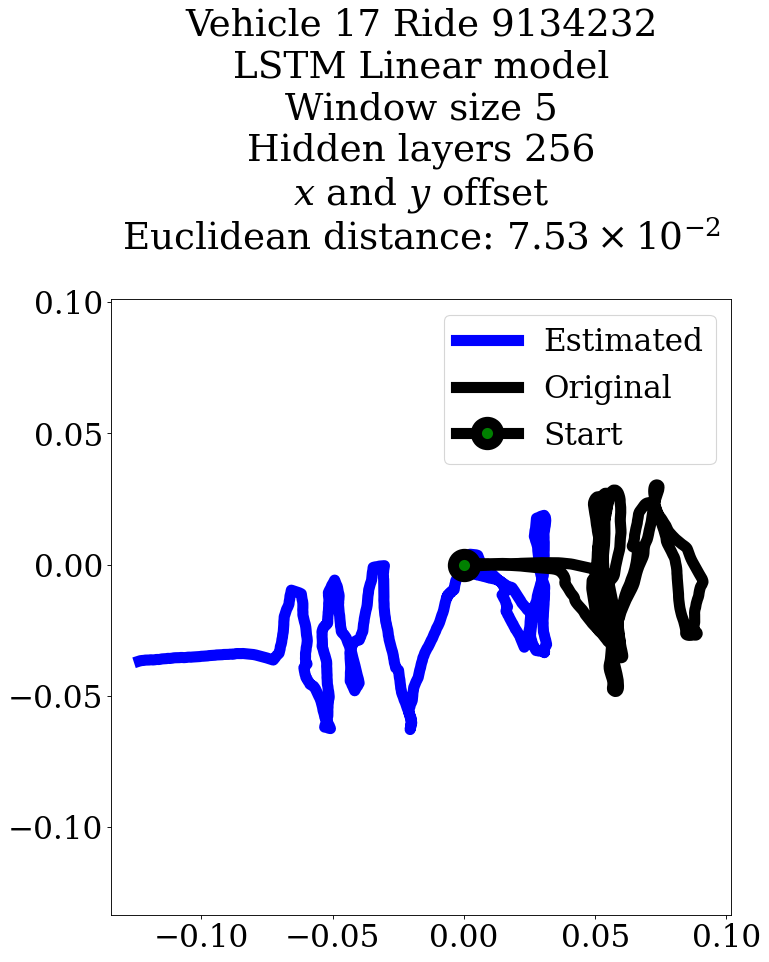 Vehicle 17 Ride 9134232
LSTM Linear model
Window size 5
Hidden layers 256
x and y offset
Euclidean distance: 7.53 × 10⁻²
0.10
0.05
0.00
−0.05
−0.10
Estimated
Original
Start
−0.10 −0.05 0.00 0.05 0.10